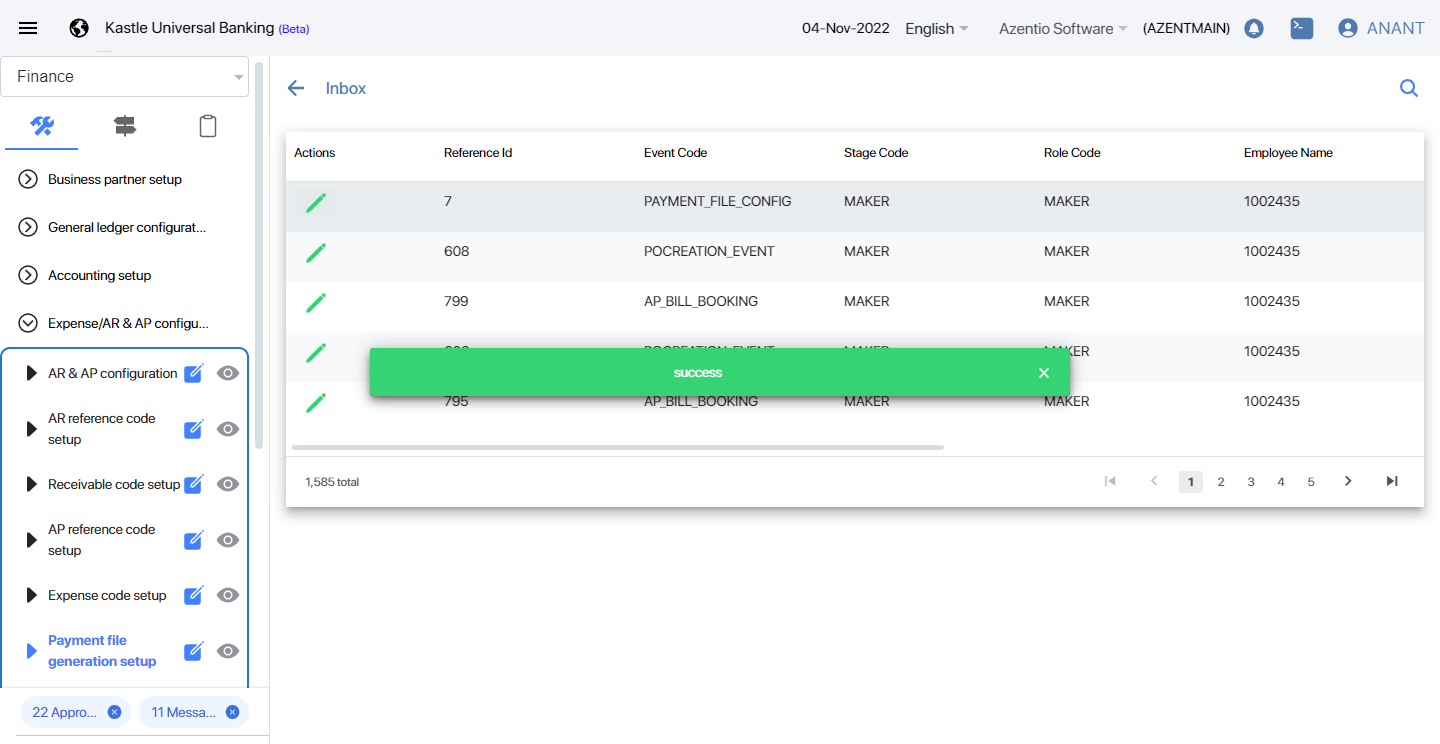 Kastle Universal Banking (Beta)
04-Nov-2022
English
Azentio Software
(AZENTMAIN)
ANANT
Finance
Business partner setup
General ledger configurat...
Accounting setup
Expense/AR & AP configu...
AR & AP configuration
AR reference code
setup
Receivable code setup
AP reference code
setup
Expense code setup
Payment file
generation setup
22 Appro...
11 Messa...
Inbox
Actions Reference Id Event Code Stage Code Role Code Employee Name
7 PAYMENT_FILE_CONFIG MAKER MAKER 1002435
608 POCREATION_EVENT MAKER MAKER 1002435
799 AP_BILL_BOOKING MAKER MAKER 1002435
POCREATION_EVENT MAKER MAKER 1002435
success
795 AP_BILL_BOOKING MAKER MAKER 1002435
1,585 total
1 2 3 4 5